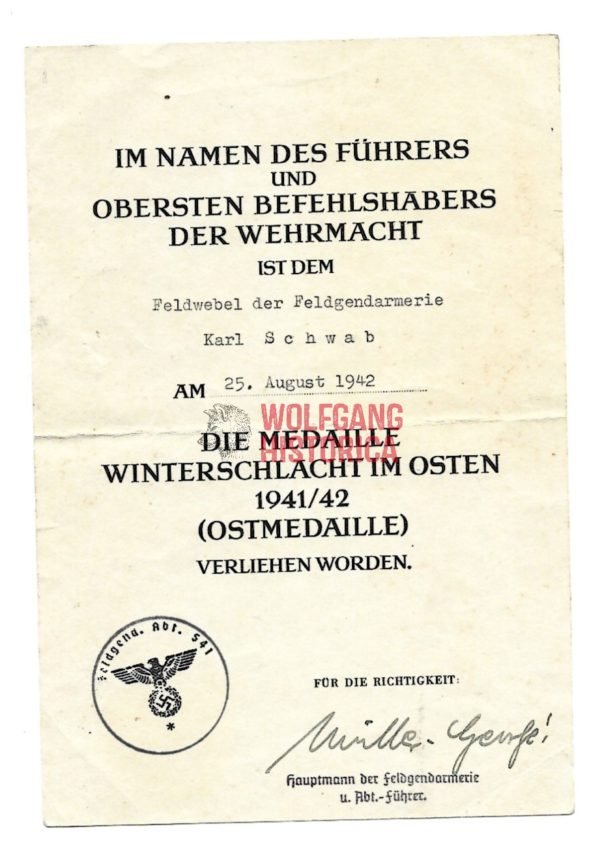 IM NAMEN DES FÜHRERS
UND
OBERSTEN BEFEHLSHABERS
DER WEHRMACHT
IST DEM
Feldwebel der Feldgendarmerie
Karl S c h w a b
AM 25. August 1942
WOLFGANG
HISTORICA
DIE MEDAILLE
WINTERSCHLACHT IM OSTEN
1941/42
(OSTMEDAILLE)
VERLIEHEN WORDEN.
Feldgend. Abt. 541
*
FÜR DIE RICHTIGKEIT:
Müller-
Hauptmann der Feldgendarmerie
u. Abt.-Führer.